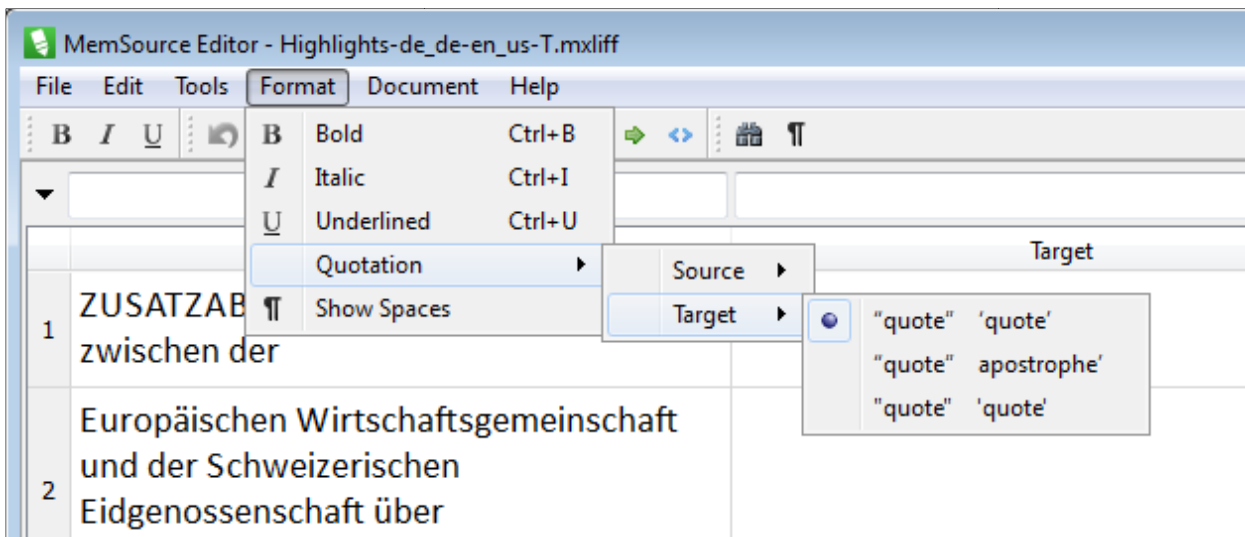 MemSource Editor - Highlights-de_de-en_us-T.mxliff
File Edit Tools Format Document Help
B I U
B Bold Ctrl+B
I Italic Ctrl+I
U Underlined Ctrl+U
Quotation
¶ Show Spaces
¶
Source
Target
“quote” ‘quote’
“quote” apostrophe’
"quote" 'quote'
Target
1
ZUSATZAB
zwischen der
2
Europäischen Wirtschaftsgemeinschaft
und der Schweizerischen
Eidgenossenschaft über